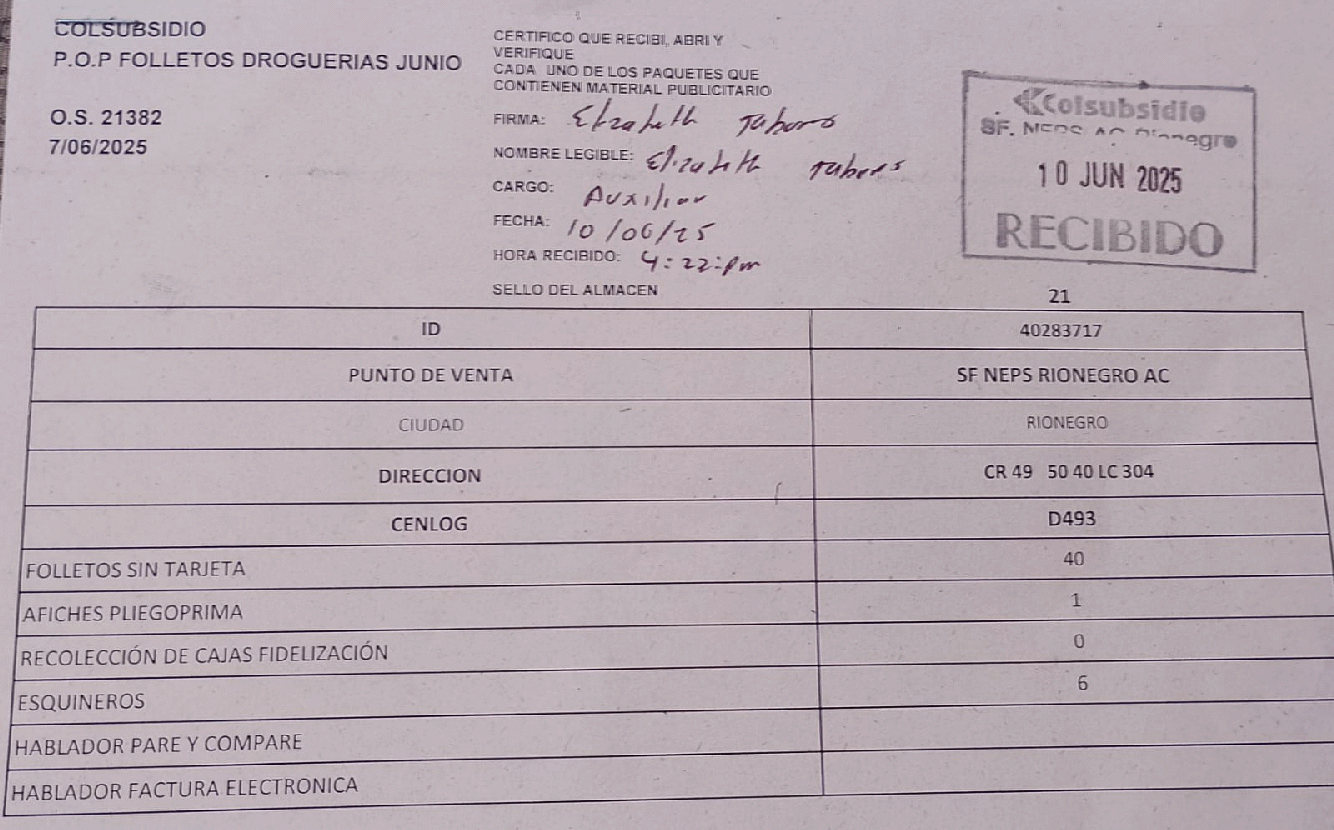 COLSUBSIDIO
P.O.P FOLLETOS DROGUERIAS JUNIO
O.S. 21382
7/06/2025
CERTIFICO QUE RECIBI, ABRI Y
VERIFIQUE
CADA UNO DE LOS PAQUETES QUE
CONTIENEN MATERIAL PUBLICITARIO
FIRMA: Elizabeth
NOMBRE LEGIBLE: Elizabeth
CARGO: Auxiliar
FECHA: 10/06/25
HORA RECIBIDO: 4:22:pm
SELLO DEL ALMACEN
Colsubsidio
SF. Rionegro
10 JUN 2025
RECIBIDO
21
ID 40283717
PUNTO DE VENTA SF NEPS RIONEGRO AC
CIUDAD RIONEGRO
DIRECCION CR 49 50 40 LC 304
CENLOG D493
FOLLETOS SIN TARJETA 40
AFICHES PLIEGOPRIMA 1
RECOLECCIÓN DE CAJAS FIDELIZACIÓN 0
ESQUINEROS 6
HABLADOR PARE Y COMPARE
HABLADOR FACTURA ELECTRONICA